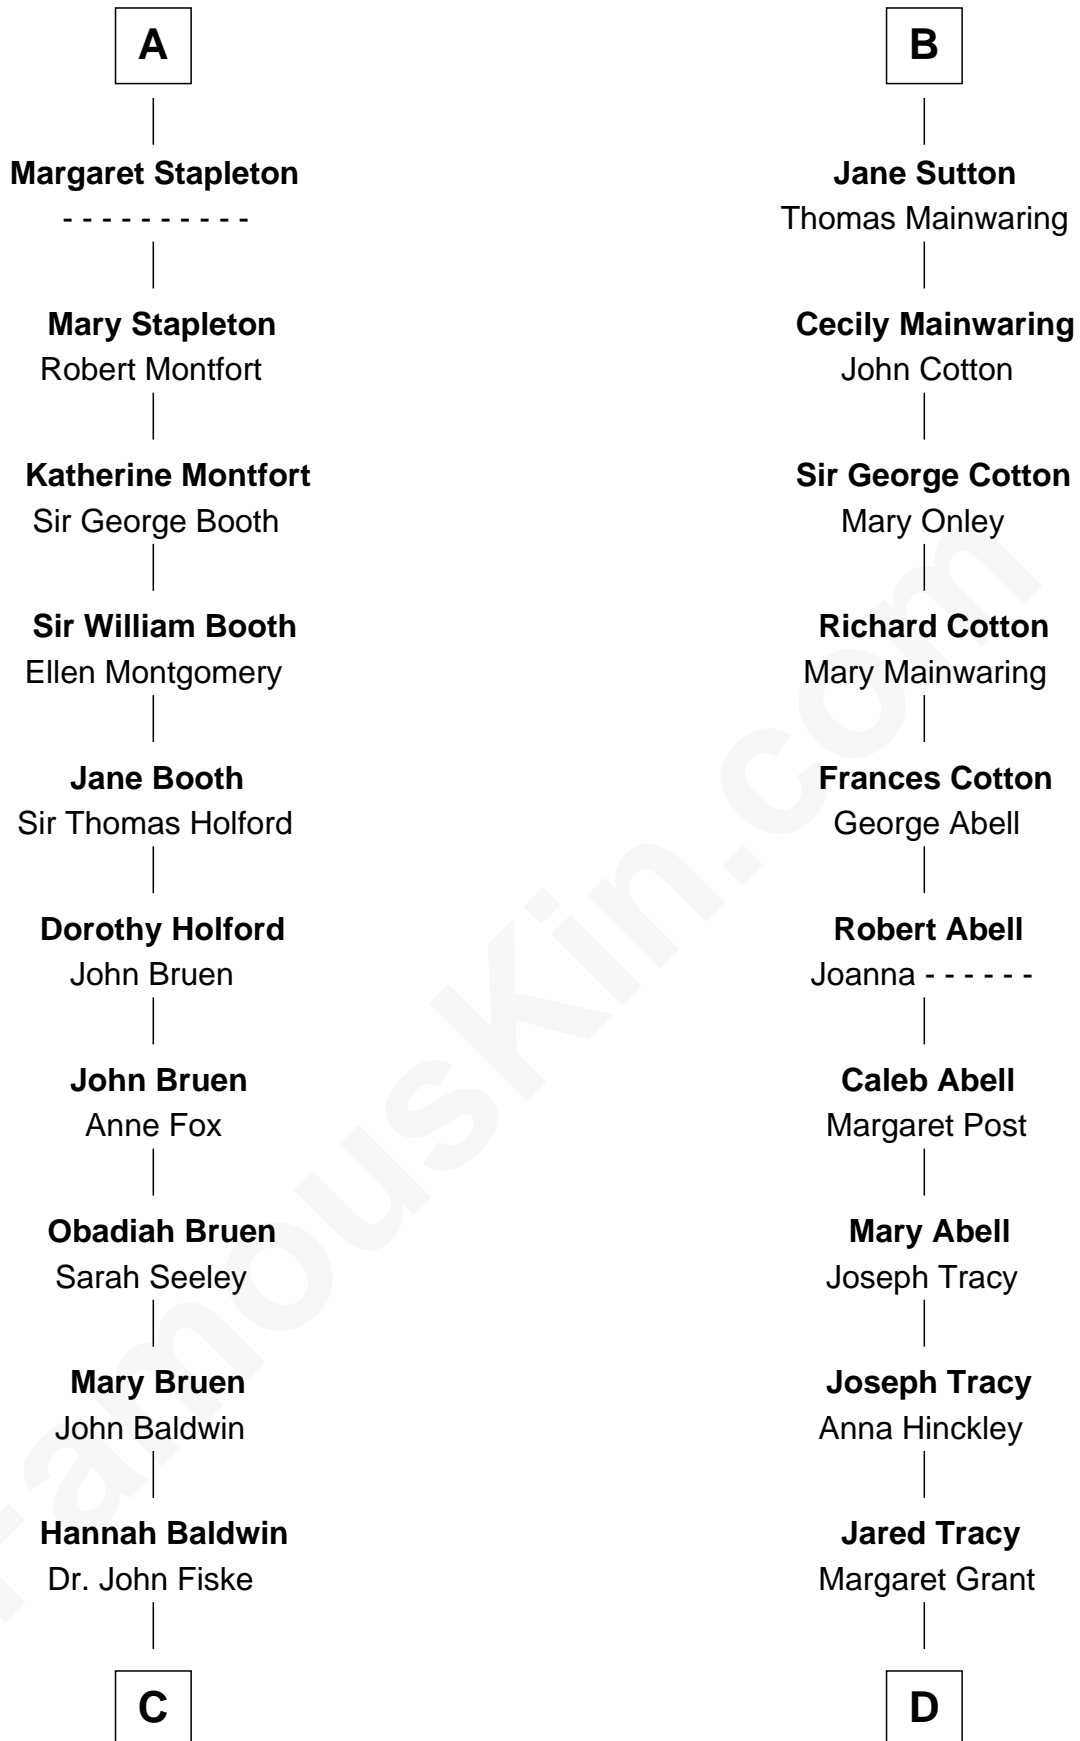 A
Margaret Stapleton
- - - - - - - - - -
Mary Stapleton
Robert Montfort
Katherine Montfort
Sir George Booth
Sir William Booth
Ellen Montgomery
Jane Booth
Sir Thomas Holford
Dorothy Holford
John Bruen
John Bruen
Anne Fox
Obadiah Bruen
Sarah Seeley
Mary Bruen
John Baldwin
Hannah Baldwin
Dr. John Fiske
C
B
Jane Sutton
Thomas Mainwaring
Cecily Mainwaring
John Cotton
Sir George Cotton
Mary Onley
Richard Cotton
Mary Mainwaring
Frances Cotton
George Abell
Robert Abell
Joanna - - - - - -
Caleb Abell
Margaret Post
Mary Abell
Joseph Tracy
Joseph Tracy
Anna Hinckley
Jared Tracy
Margaret Grant
D
FamousKin.com